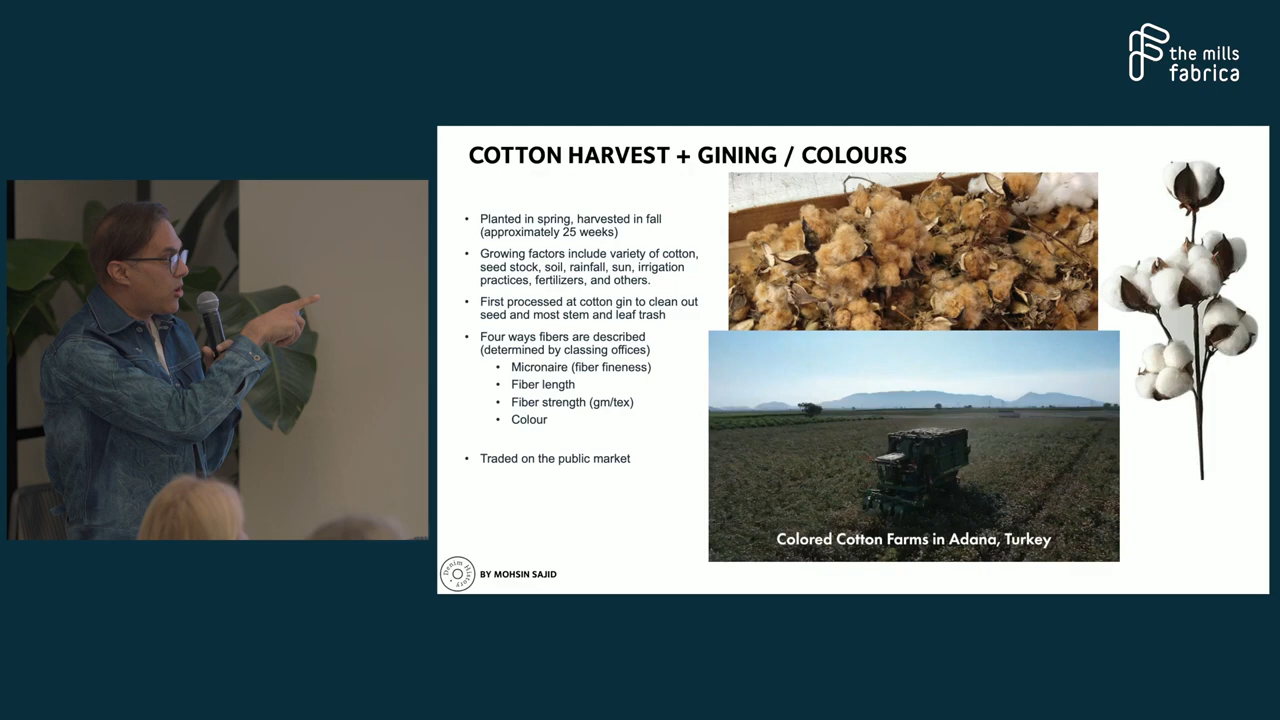 the mills
fabrica
COTTON HARVEST + GINING / COLOURS
• Planted in spring, harvested in fall
(approximately 25 weeks)
• Growing factors include variety of cotton,
seed stock, soil, rainfall, sun, irrigation
practices, fertilizers, and others.
• First processed at cotton gin to clean out
seed and most stem and leaf trash
• Four ways fibers are described
(determined by classing offices)
• Micronaire (fiber fineness)
• Fiber length
• Fiber strength (gm/tex)
• Colour
• Traded on the public market
Colored Cotton Farms in Adana, Turkey
Denim History
BY MOHSIN SAJID